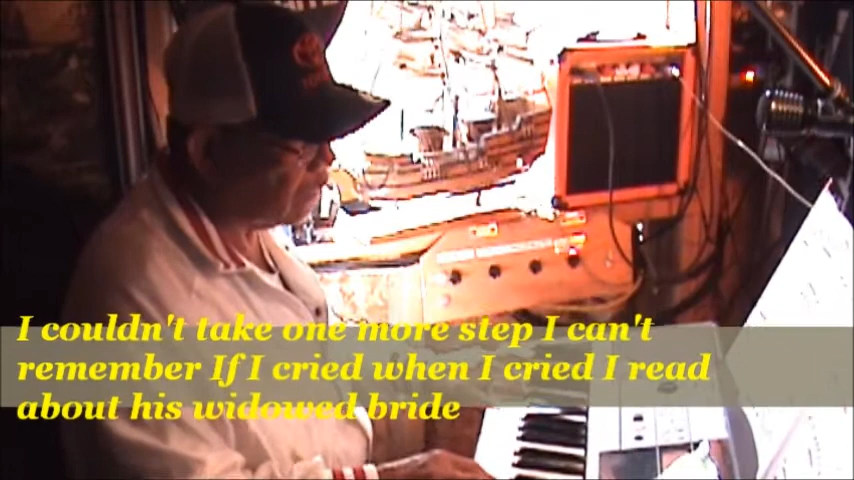 I couldn't take one more step I can't
remember If I cried when I cried I read
about his widowed bride